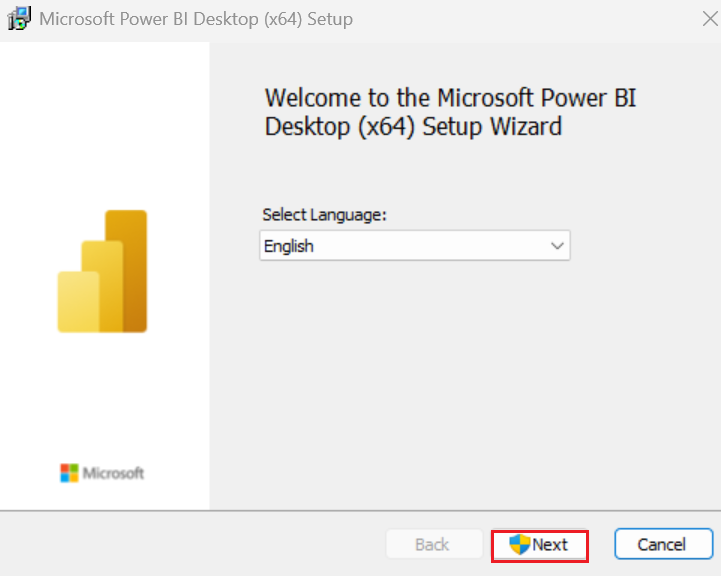 Microsoft Power BI Desktop (x64) Setup
Welcome to the Microsoft Power BI
Desktop (x64) Setup Wizard
Select Language:
English
Microsoft
Back
Next
Cancel